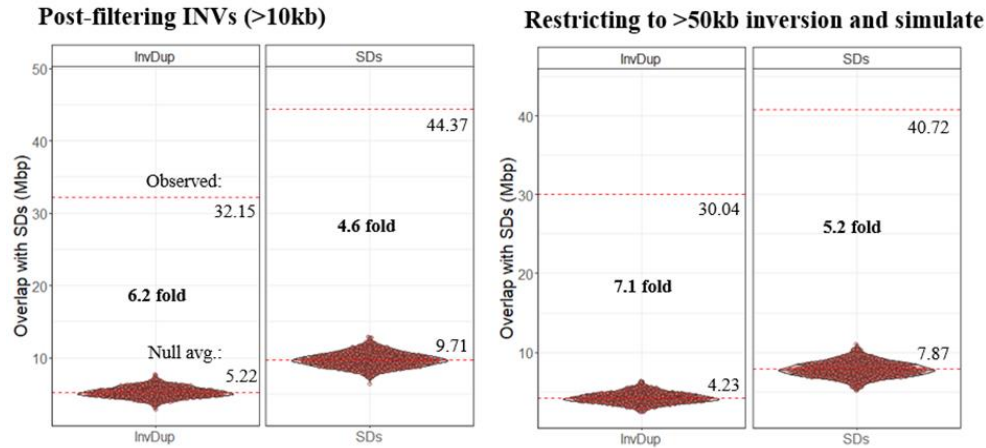 Post-filtering INVs (>10kb)
InvDup
SDs
Overlap with SDs (Mbp)
50
40
30
20
10
44.37
Observed:
32.15
4.6 fold
6.2 fold
Null avg.:
5.22
9.71
InvDup
SDs
Restricting to >50kb inversion and simulate
InvDup
SDs
Overlap with SDs (Mbp)
40
30
20
10
40.72
30.04
5.2 fold
7.1 fold
4.23
7.87
InvDup
SDs